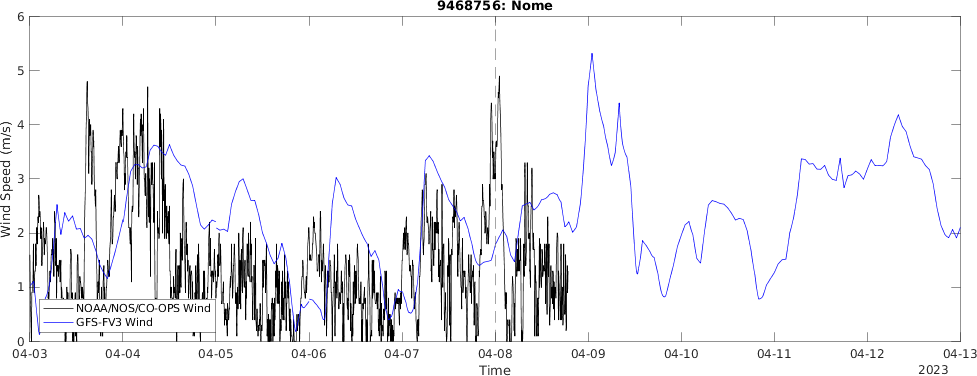 9468756: Nome
6
5
4
3
2
1
0
Wind Speed (m/s)
NOAA/NOS/CO-OPS Wind
GFS-FV3 Wind
04-03 04-04 04-05 04-06 04-07 04-08 04-09 04-10 04-11 04-12 04-13
Time
2023